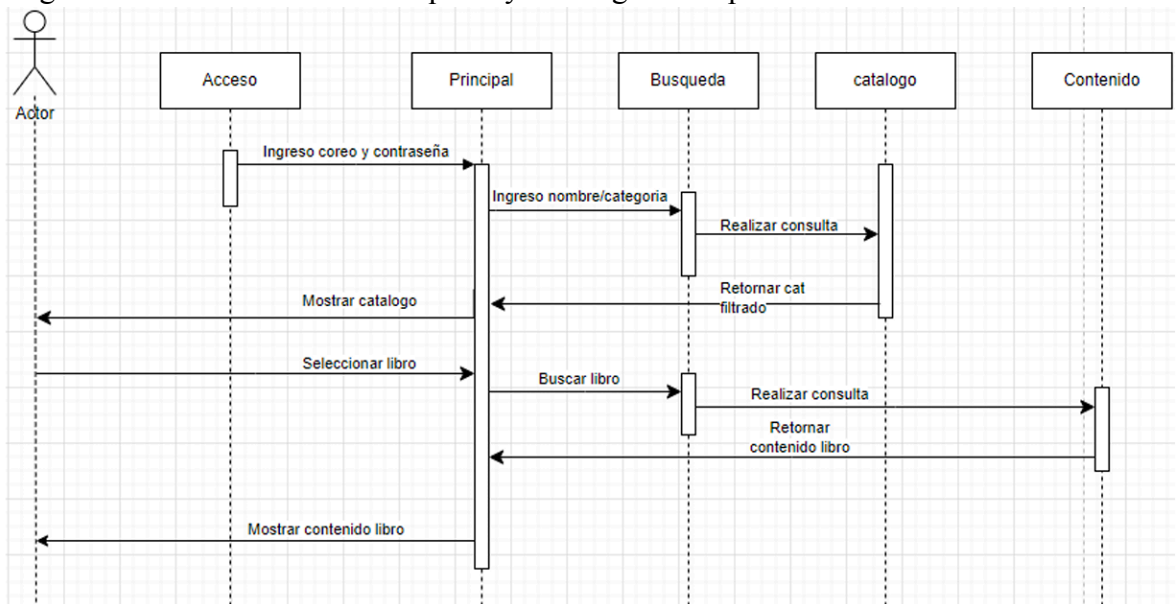 Acceso
Principal
Busqueda
catalogo
Contenido
Actor
Ingreso coreo y contraseña
Ingreso nombre/categoria
Realizar consulta
Retornar cat
filtrado
Mostrar catalogo
Seleccionar libro
Buscar libro
Realizar consulta
Retornar
contenido libro
Mostrar contenido libro